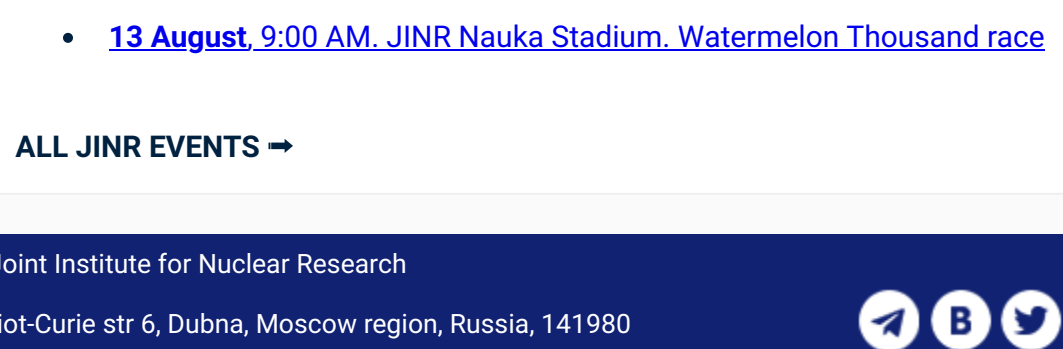 • 13 August, 9:00 AM. JINR Nauka Stadium. Watermelon Thousand race
ALL JINR EVENTS ➡
Joint Institute for Nuclear Research
iot-Curie str 6, Dubna, Moscow region, Russia, 141980
B